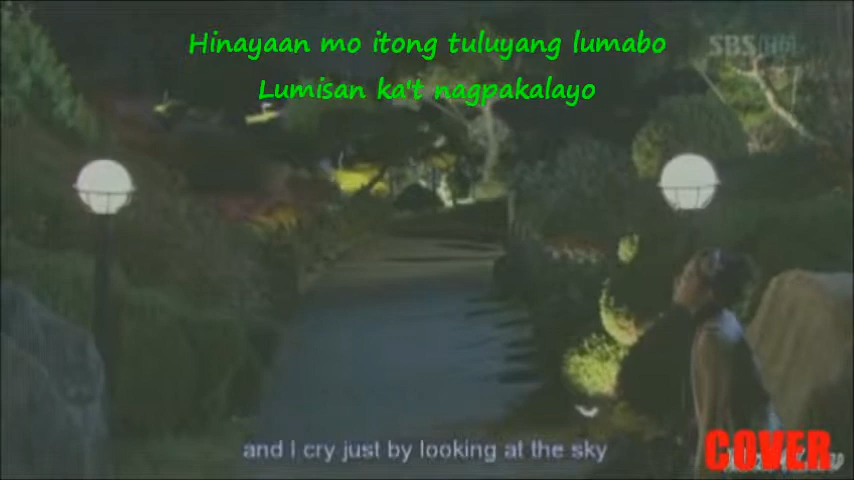 Hinayaan mo itong tuluyang lumabo
SBS
Lumisan ka't nagpakalayo
and I cry just by looking at the sky
COVER